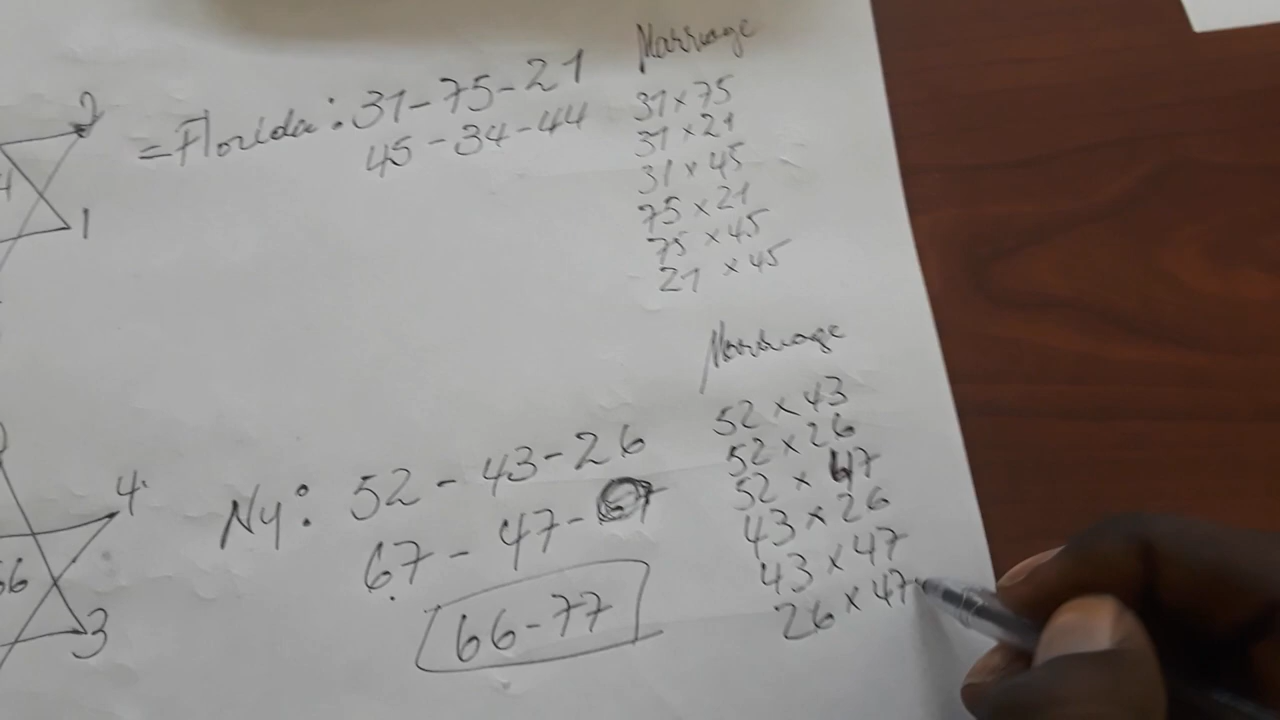 2
= Florida: 31-75-21
45-34-44
1
Marriage
31 x 75
31 x 21
31 x 45
75 x 21
75 x 45
21 x 45
4
Ny: 52-43-26
67-47-
66-77
66
3
Marriage
52 x 43
52 x 26
52 x 47
43 x 26
43 x 47
26 x 47